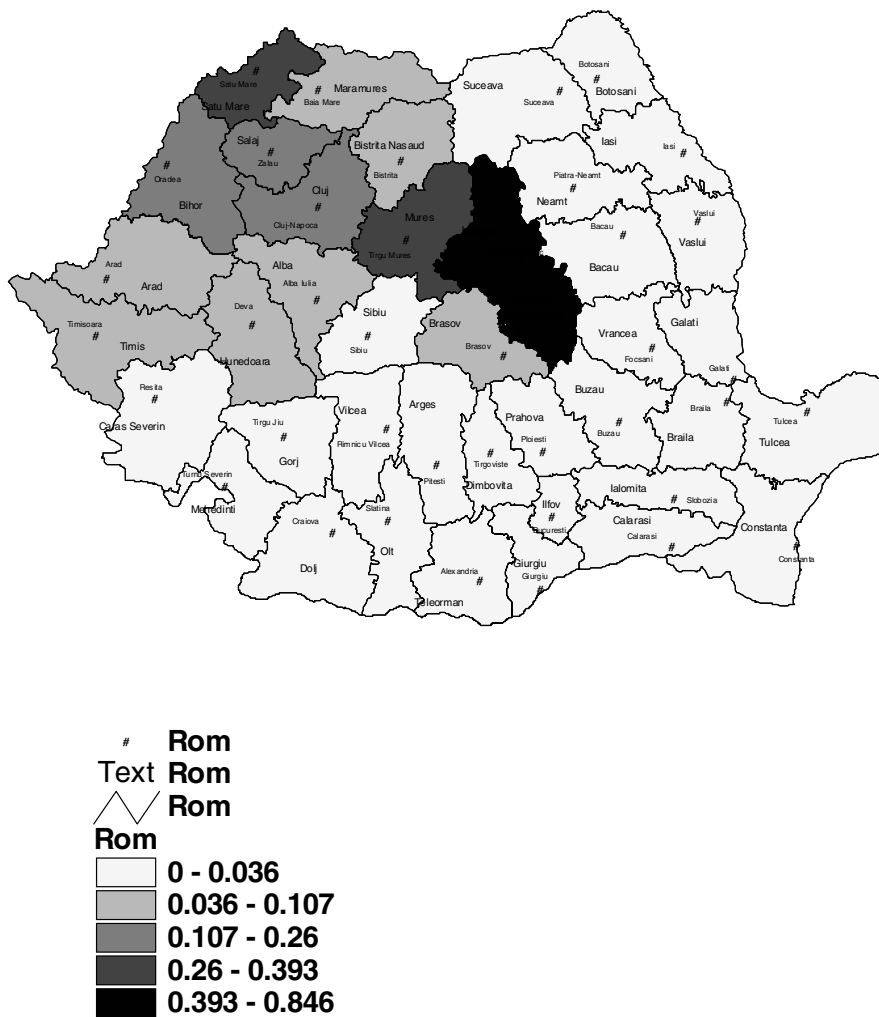 Botosani
#
Botosani
Suceava
#
Suceava
Satu Mare
#
Satu Mare
Maramures
#
Baia Mare
Iasi
Iasi
#
Salaj
#
Zalau
Bistrita Nasaud
#
Bistrita
#
Oradea
Bihor
Cluj
#
Cluj-Napoca
Piatra-Neamt
#
Neamt
Mures
#
Tirgu Mures
Vaslui
#
Vaslui
Bacau
#
Bacau
Arad
#
Arad
Alba
Alba Iulia
#
Deva
#
Hunedoara
Timisoara
#
Timis
Sibiu
#
Sibiu
Brasov
Brasov
#
Vrancea
#
Focsani
Galati
Galati
#
Resita
#
Caras Severin
Tirgu Jiu
#
Gorj
Vilcea
#
Rimnicu Vilcea
Arges
#
Pitesti
Prahova
Ploiesti
#
Buzau
#
Buzau
Braila
#
Braila
Tulcea
#
Tulcea
#
Tirgoviste
Dimbovita
Turnu Severin
#
Mehedinti
Craiova
#
Dolj
Slatina
#
Olt
Alexandria
#
Teleorman
Ilfov
#
Bucuresti
Giurgiu
Giurgiu
#
Ialomita
#
Slobozia
Calarasi
Calarasi
#
Constanta
#
Constanta
# Rom
Text Rom
Rom
Rom
0 - 0.036
0.036 - 0.107
0.107 - 0.26
0.26 - 0.393
0.393 - 0.846